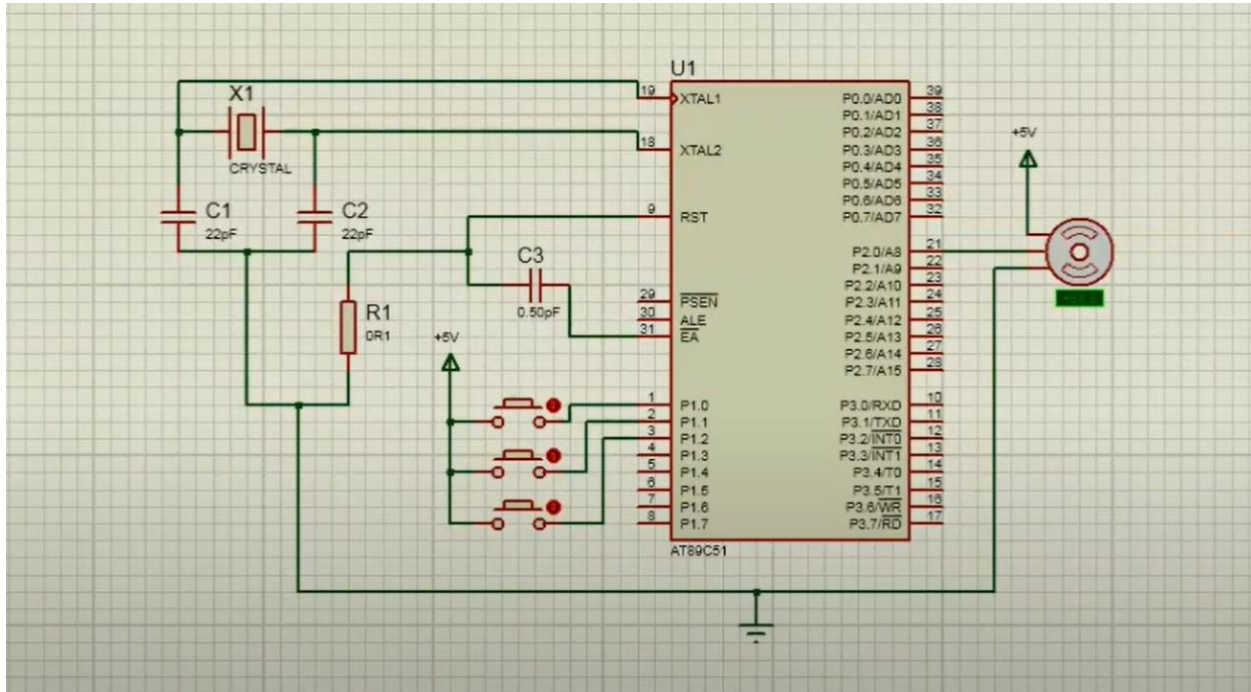 U1
X1
CRYSTAL
C1
22pF
C2
22pF
C3
0.50pF
R1
0R1
+5V
+5V
19 XTAL1
18 XTAL2
9 RST
29 PSEN
30 ALE
31 EA
1 P1.0
2 P1.1
3 P1.2
4 P1.3
5 P1.4
6 P1.5
7 P1.6
8 P1.7
P0.0/AD0 39
P0.1/AD1 38
P0.2/AD2 37
P0.3/AD3 36
P0.4/AD4 35
P0.5/AD5 34
P0.6/AD6 33
P0.7/AD7 32
P2.0/A8 21
P2.1/A9 22
P2.2/A10 23
P2.3/A11 24
P2.4/A12 25
P2.5/A13 26
P2.6/A14 27
P2.7/A15 28
P3.0/RXD 10
P3.1/TXD 11
P3.2/INT0 12
P3.3/INT1 13
P3.4/T0 14
P3.5/T1 15
P3.6/WR 16
P3.7/RD 17
AT89C51